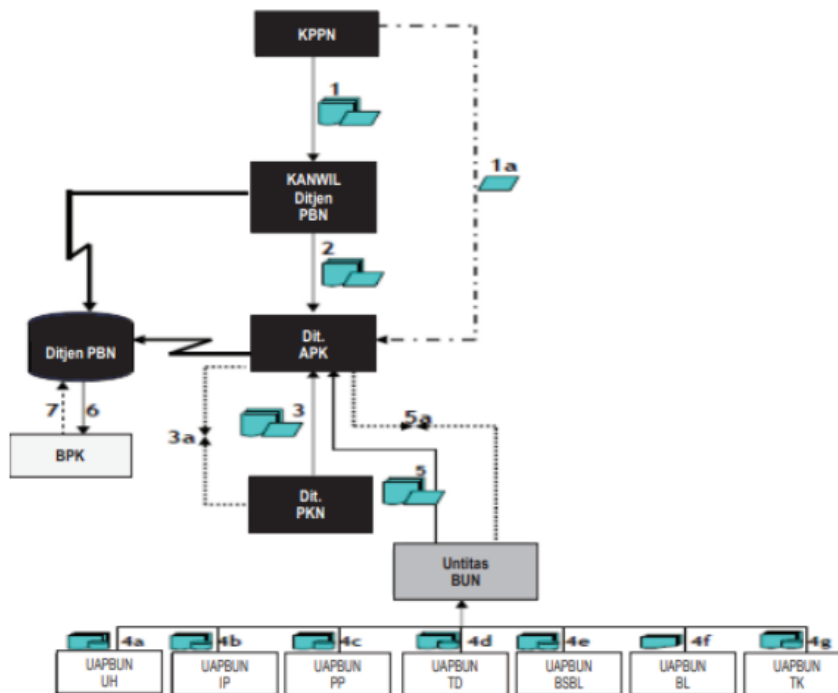 KPPN
1
1a
KANWIL
Ditjen
PBN
2
Ditjen PBN
Dit.
APK
7
6
3
3a
5a
BPK
5
Dit.
PKN
Untitas
BUN
4a
4b
4c
4d
4e
4f
4g
UAPBUN
UH
UAPBUN
IP
UAPBUN
PP
UAPBUN
TD
UAPBUN
BSBL
UAPBUN
BL
UAPBUN
TK